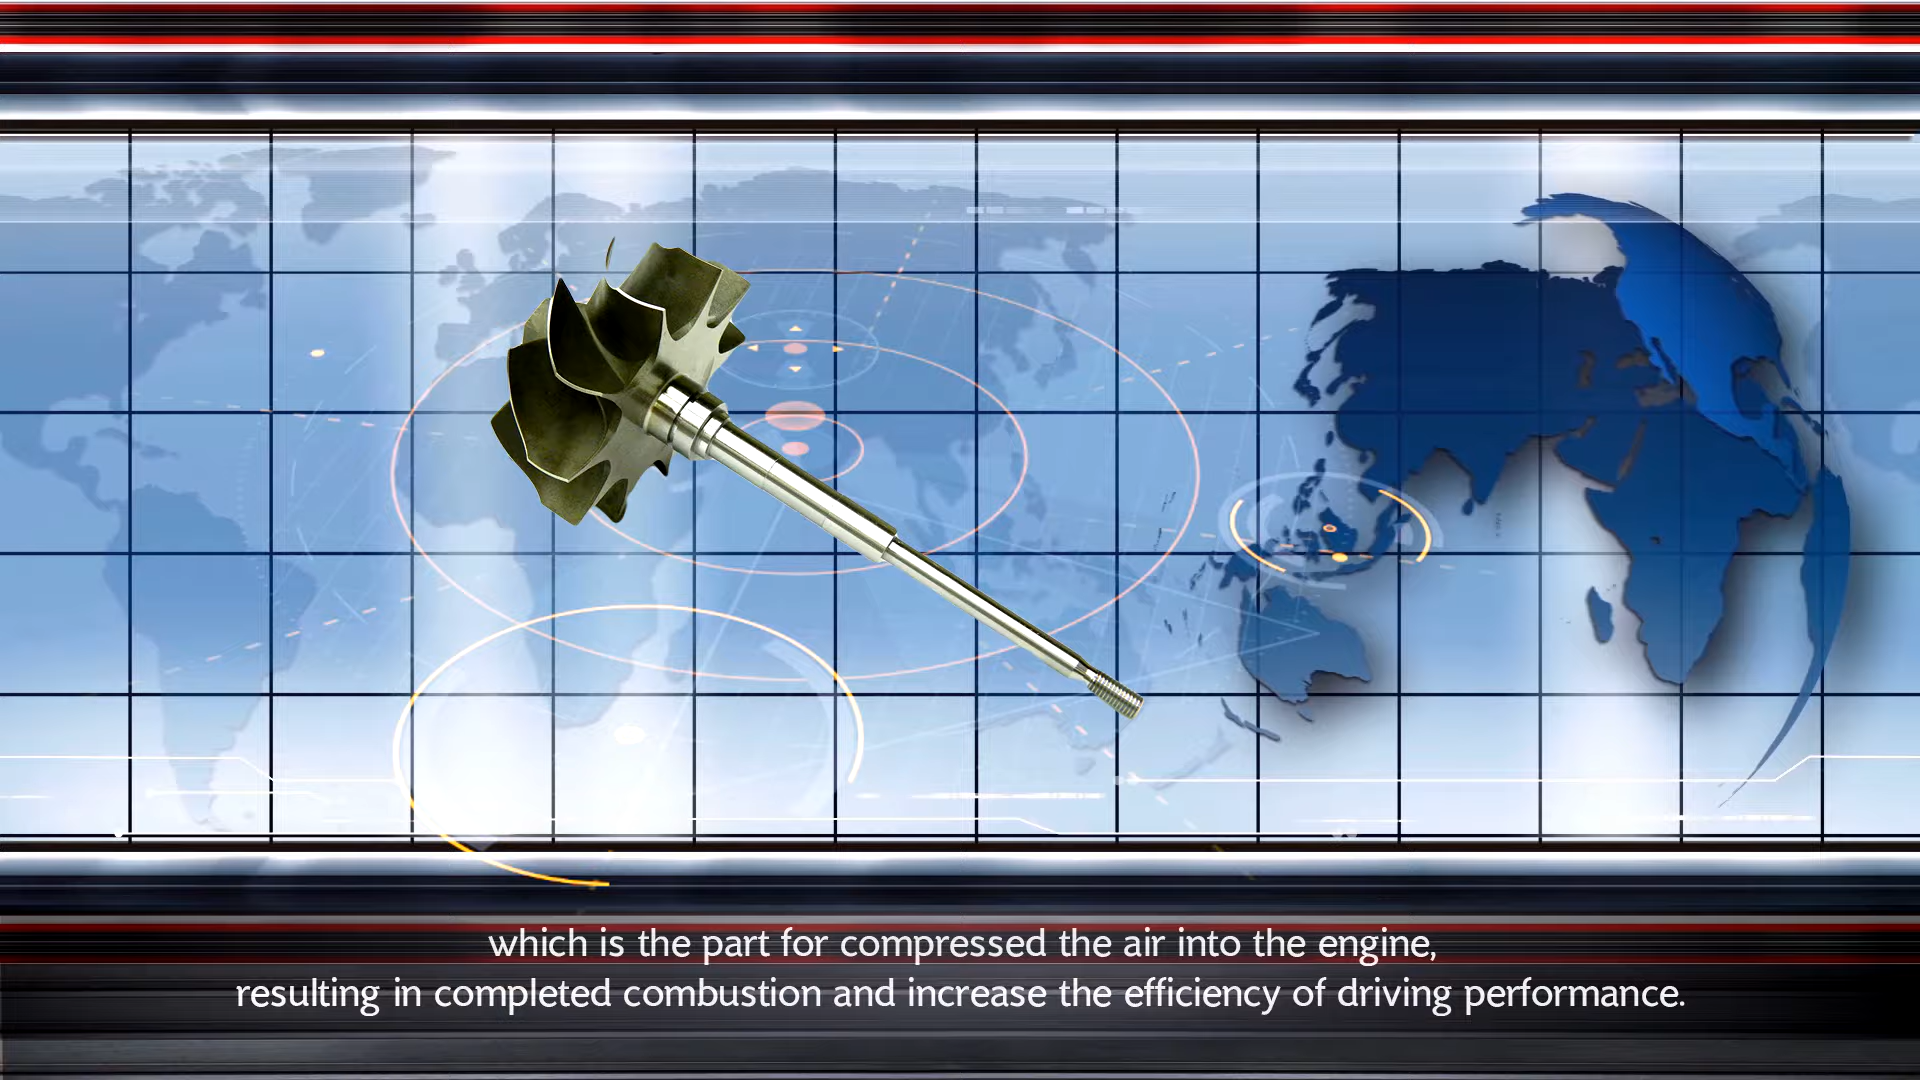 which is the part for compressed the air into the engine,
resulting in completed combustion and increase the efficiency of driving performance.